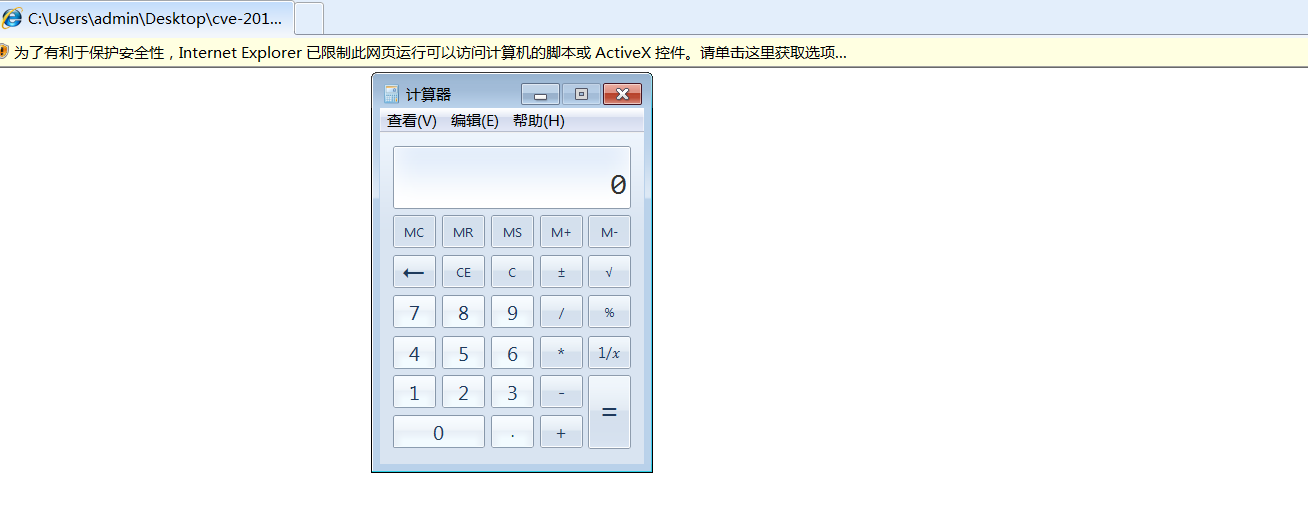 C:\Users\admin\Desktop\cve-201...
为了有利于保护安全性，Internet Explorer 已限制此网页运行可以访问计算机的脚本或 ActiveX 控件。请单击这里获取选项...
计算器
查看(V) 编辑(E) 帮助(H)
0
MC MR MS M+ M-
← CE C ± √
7 8 9 / %
4 5 6 * 1/x
1 2 3 - =
0 . +